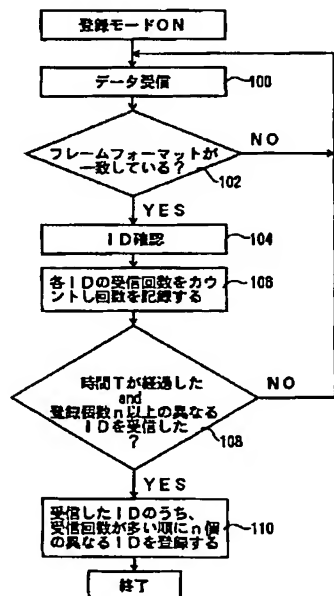 登録モードON
データ受信
100
フレームフォーマットが
一致している?
NO
102
YES
ID確認
104
各IDの受信回数をカウ
ントし回数を記録する
106
時間Tが経過した
and
登録個数n以上の異なる
IDを受信した
?
NO
108
YES
受信したIDのうち、
受信回数が多い順にn個
の異なるIDを登録する
110
終了